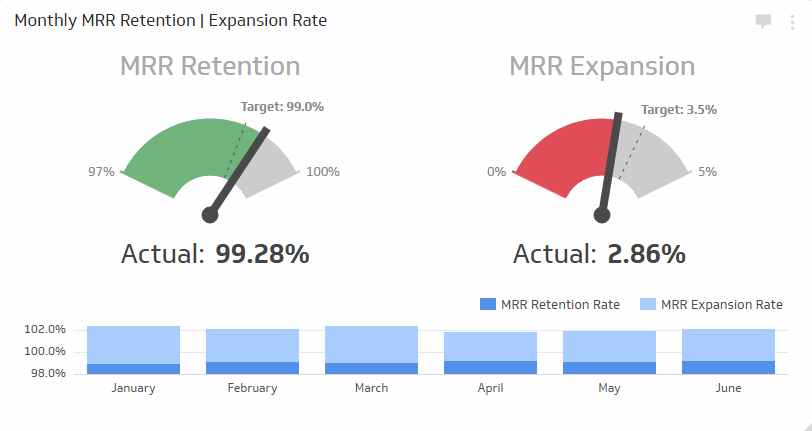 Monthly MRR Retention | Expansion Rate
MRR Retention
MRR Expansion
Target: 99.0%
Target: 3.5%
97%
100%
0%
5%
Actual: 99.28%
Actual: 2.86%
MRR Retention Rate
MRR Expansion Rate
102.0%
100.0%
98.0%
January February March April May June